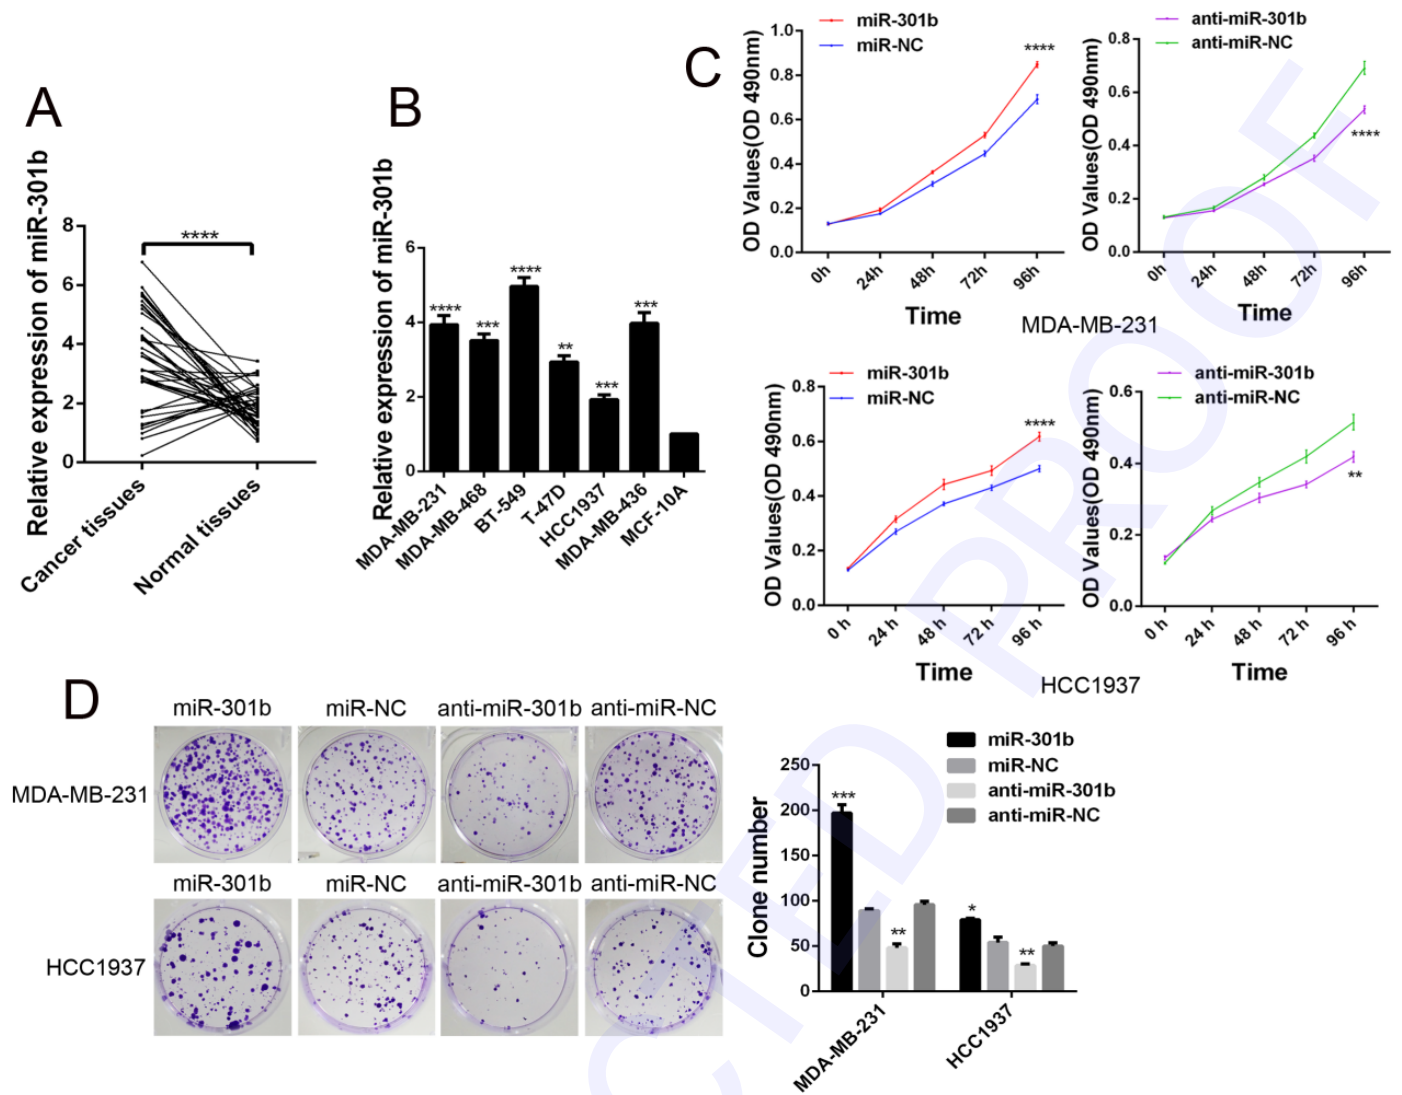 A
Relative expression of miR-301b
8
6
4
2
0
****
Cancer tissues
Normal tissues
B
Relative expression of miR-301b
6
4
2
0
****
***
****
**
***
***
MDA-MB-231
MDA-MB-468
BT-549
T-47D
HCC1937
MDA-MB-436
MCF-10A
C
miR-301b
miR-NC
OD Values(OD 490nm)
1.0
0.8
0.6
0.4
0.2
0.0
****
0h
24h
48h
72h
96h
Time
anti-miR-301b
anti-miR-NC
OD Values(OD 490nm)
0.8
0.6
0.4
0.2
0.0
****
0h
24h
48h
72h
96h
Time
MDA-MB-231
miR-301b
miR-NC
OD Values(OD 490nm)
0.8
0.6
0.4
0.2
0.0
****
0 h
24 h
48 h
72 h
96 h
Time
anti-miR-301b
anti-miR-NC
OD Values(OD 490nm)
0.6
0.4
0.2
0.0
**
0 h
24 h
48 h
72 h
96 h
Time
HCC1937
D
miR-301b miR-NC anti-miR-301b anti-miR-NC
MDA-MB-231
miR-301b miR-NC anti-miR-301b anti-miR-NC
HCC1937
miR-301b
miR-NC
anti-miR-301b
anti-miR-NC
Clone number
250
200
150
100
50
0
***
**
*
**
MDA-MB-231
HCC1937
CTED PROOF